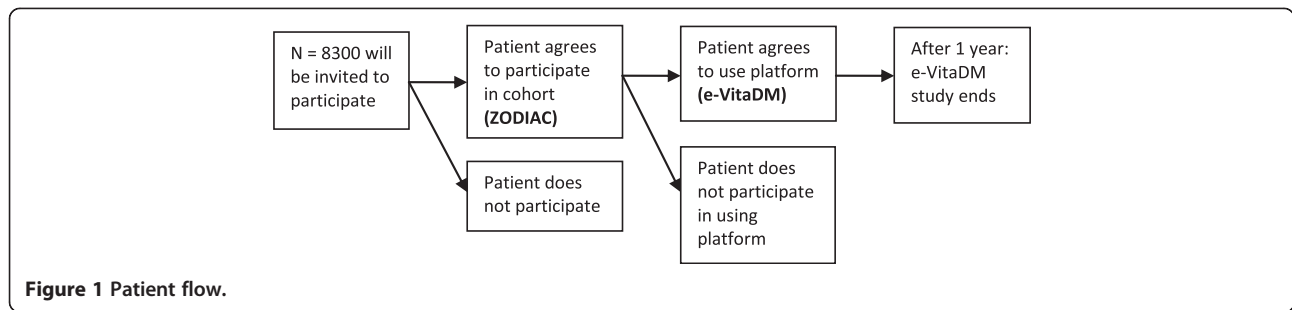 N = 8300 will
be invited to
participate
Patient agrees
to participate
in cohort
(ZODIAC)
Patient does
not participate
Patient agrees
to use platform
(e-VitaDM)
Patient does
not participate
in using
platform
After 1 year:
e-VitaDM
study ends
Figure 1 Patient flow.